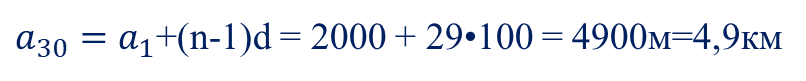 a₃₀ = a₁+(n-1)d = 2000 + 29•100 = 4900м=4,9км